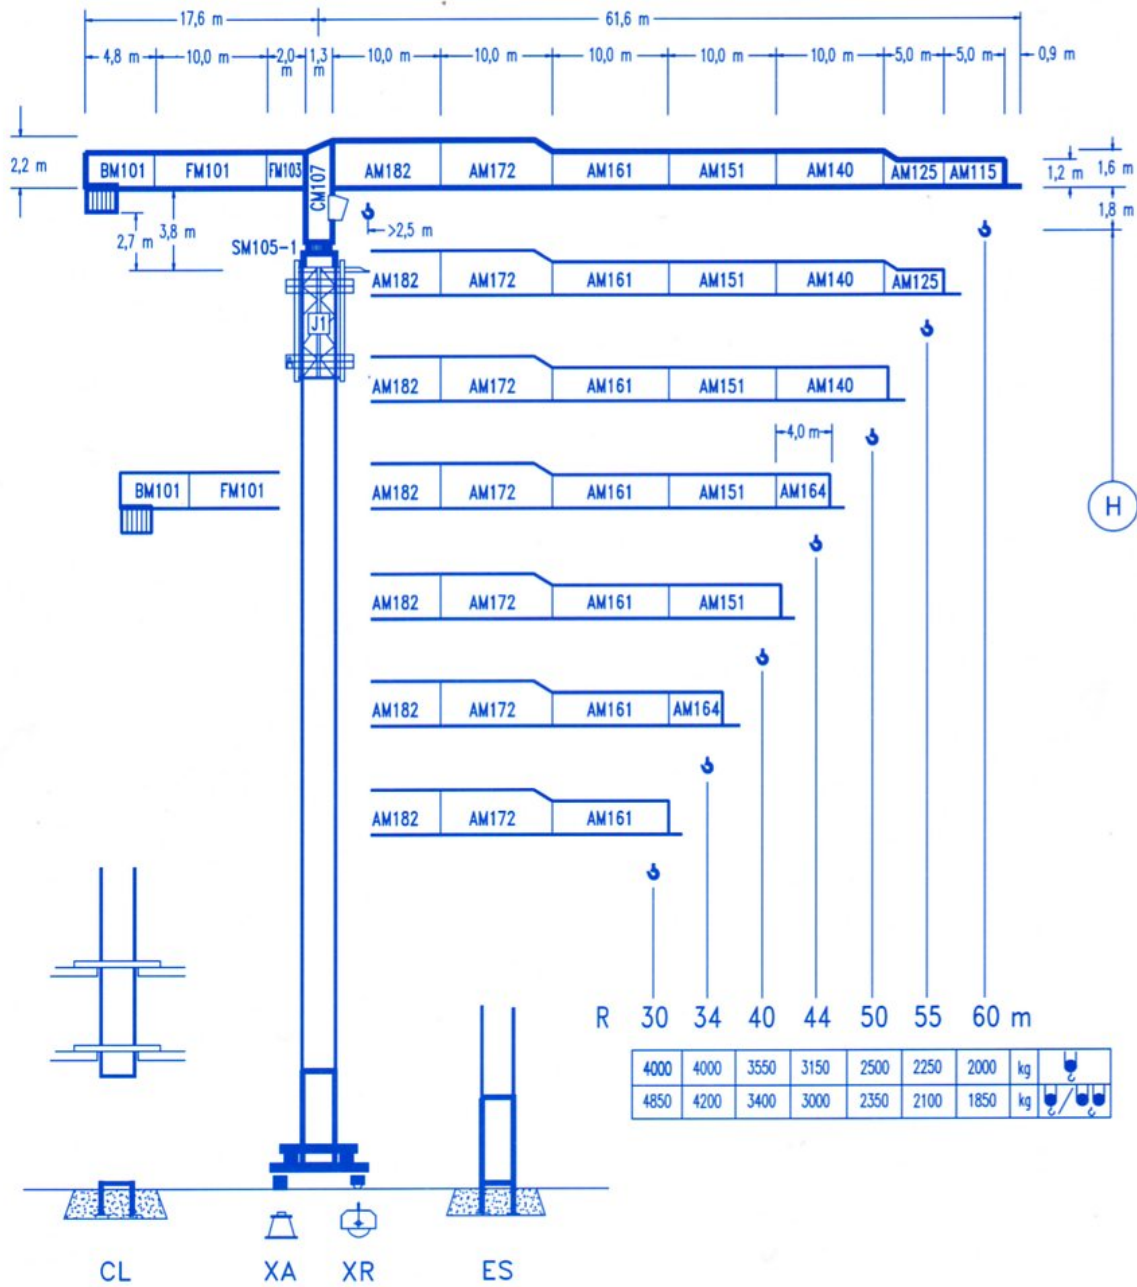 17,6 m 61,6 m
4,8 m 10,0 m 2,0 m 1,3 m 10,0 m 10,0 m 10,0 m 10,0 m 10,0 m 5,0 m 5,0 m 0,9 m
2,2 m BM101 FM101 FM103 CM107 AM182 AM172 AM161 AM151 AM140 AM125 AM115 1,2 m 1,6 m
2,7 m 3,8 m >2,5 m 1,8 m
SM105-1
AM182 AM172 AM161 AM151 AM140 AM125
J1
AM182 AM172 AM161 AM151 AM140
4,0 m
BM101 FM101 AM182 AM172 AM161 AM151 AM164
H
AM182 AM172 AM161 AM151
AM182 AM172 AM161 AM164
AM182 AM172 AM161
R 30 34 40 44 50 55 60 m
4000 4000 3550 3150 2500 2250 2000 kg
4850 4200 3400 3000 2350 2100 1850 kg /
CL XA XR ES